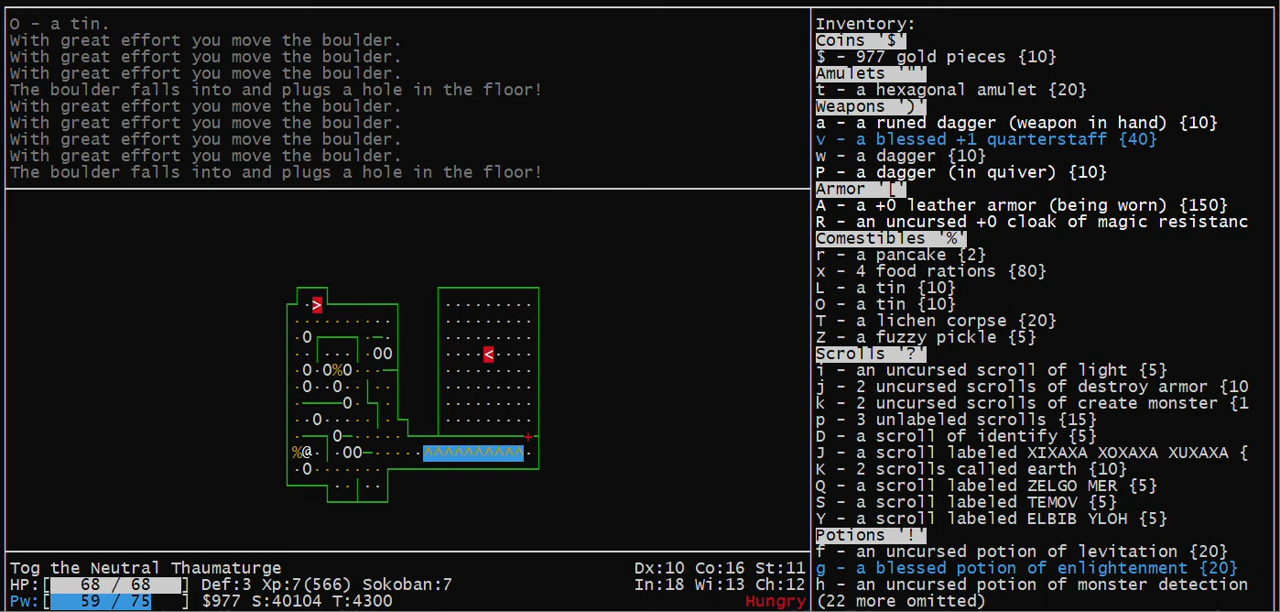 O - a tin.
With great effort you move the boulder.
With great effort you move the boulder.
With great effort you move the boulder.
The boulder falls into and plugs a hole in the floor!
With great effort you move the boulder.
With great effort you move the boulder.
With great effort you move the boulder.
With great effort you move the boulder.
The boulder falls into and plugs a hole in the floor!
Inventory:
Coins '$'
$ - 977 gold pieces {10}
Amulets '"'
t - a hexagonal amulet {20}
Weapons ')'
a - a runed dagger (weapon in hand) {10}
v - a blessed +1 quarterstaff {40}
w - a dagger {10}
P - a dagger (in quiver) {10}
Armor '['
A - a +0 leather armor (being worn) {150}
R - an uncursed +0 cloak of magic resistanc
Comestibles '%'
r - a pancake {2}
x - 4 food rations {80}
L - a tin {10}
O - a tin {10}
T - a lichen corpse {20}
Z - a fuzzy pickle {5}
Scrolls '?'
i - an uncursed scroll of light {5}
j - 2 uncursed scrolls of destroy armor {10
k - 2 uncursed scrolls of create monster {1
p - 3 unlabeled scrolls {15}
D - a scroll of identify {5}
J - a scroll labeled XIXAXA XOXAXA XUXAXA {
K - 2 scrolls called earth {10}
Q - a scroll labeled ZELGO MER {5}
S - a scroll labeled TEMOV {5}
Y - a scroll labeled ELBIB YLOH {5}
Potions '!'
f - an uncursed potion of levitation {20}
g - a blessed potion of enlightenment {20}
h - an uncursed potion of monster detection
(22 more omitted)
Tog the Neutral Thaumaturge Dx:10 Co:16 St:11
HP:[ 68 / 68 ] Def:3 Xp:7(566) Sokoban:7 In:18 Wi:13 Ch:12
Pw:[ 59 / 75 ] $977 S:40104 T:4300 Hungry